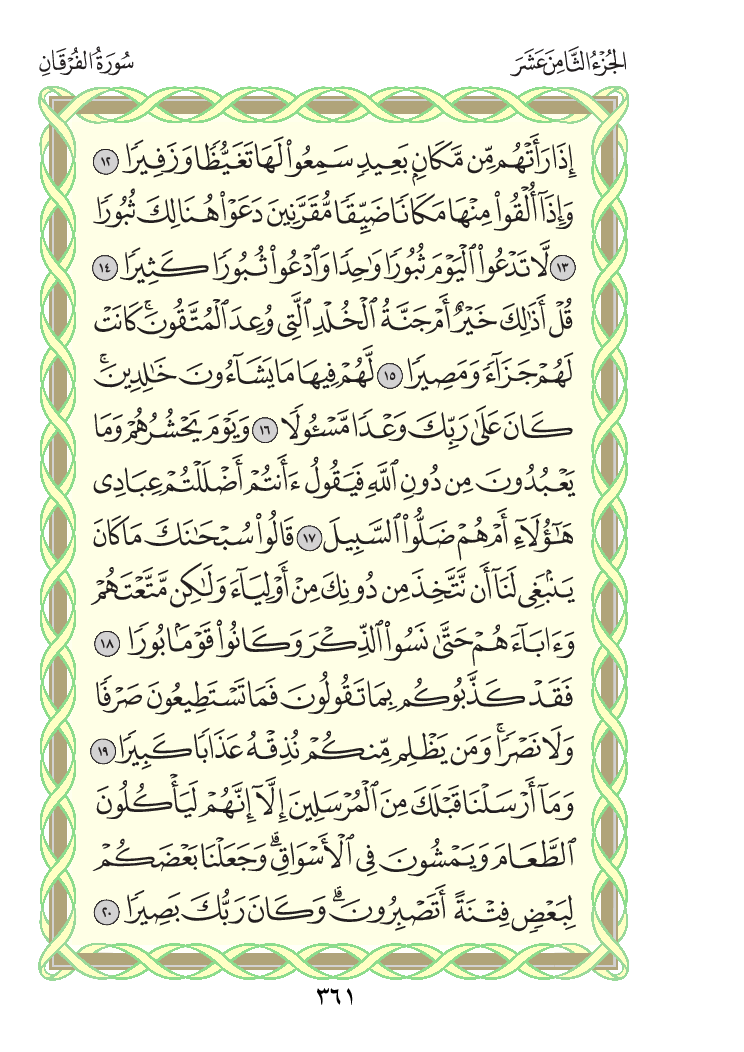 الجُزْءُ الثَّامِنَ عَشَرَ
سُورَةُ الفُرْقَانِ
إِذَا رَأَتْهُم مِّن مَّكَانٍۭ بَعِيدٍ سَمِعُوا۟ لَهَا تَغَيُّظًا وَزَفِيرًا ١٢
وَإِذَآ أُلْقُوا۟ مِنْهَا مَكَانًا ضَيِّقًا مُّقَرَّنِينَ دَعَوْا۟ هُنَالِكَ ثُبُورًا
١٣ لَّا تَدْعُوا۟ ٱلْيَوْمَ ثُبُورًا وَٰحِدًا وَٱدْعُوا۟ ثُبُورًا كَثِيرًا ١٤
قُلْ أَذَٰلِكَ خَيْرٌ أَمْ جَنَّةُ ٱلْخُلْدِ ٱلَّتِى وُعِدَ ٱلْمُتَّقُونَۚ كَانَتْ
لَهُمْ جَزَآءً وَمَصِيرًا ١٥ لَّهُمْ فِيهَا مَا يَشَآءُونَ خَٰلِدِينَۚ
كَانَ عَلَىٰ رَبِّكَ وَعْدًا مَّسْـُٔولًا ١٦ وَيَوْمَ يَحْشُرُهُمْ وَمَا
يَعْبُدُونَ مِن دُونِ ٱللَّهِ فَيَقُولُ ءَأَنتُمْ أَضْلَلْتُمْ عِبَادِى
هَٰٓؤُلَآءِ أَمْ هُمْ ضَلُّوا۟ ٱلسَّبِيلَ ١٧ قَالُوا۟ سُبْحَٰنَكَ مَا كَانَ
يَنۢبَغِى لَنَآ أَن نَّتَّخِذَ مِن دُونِكَ مِنْ أَوْلِيَآءَ وَلَٰكِن مَّتَّعْتَهُمْ
وَءَابَآءَهُمْ حَتَّىٰ نَسُوا۟ ٱلذِّكْرَ وَكَانُوا۟ قَوْمًۢا بُورًا ١٨
فَقَدْ كَذَّبُوكُم بِمَا تَقُولُونَ فَمَا تَسْتَطِيعُونَ صَرْفًا
وَلَا نَصْرًاۚ وَمَن يَظْلِم مِّنكُمْ نُذِقْهُ عَذَابًا كَبِيرًا ١٩
وَمَآ أَرْسَلْنَا قَبْلَكَ مِنَ ٱلْمُرْسَلِينَ إِلَّآ إِنَّهُمْ لَيَأْكُلُونَ
ٱلطَّعَامَ وَيَمْشُونَ فِى ٱلْأَسْوَاقِۗ وَجَعَلْنَا بَعْضَكُمْ
لِبَعْضٍ فِتْنَةً أَتَصْبِرُونَۗ وَكَانَ رَبُّكَ بَصِيرًا ٢٠
٣٦١